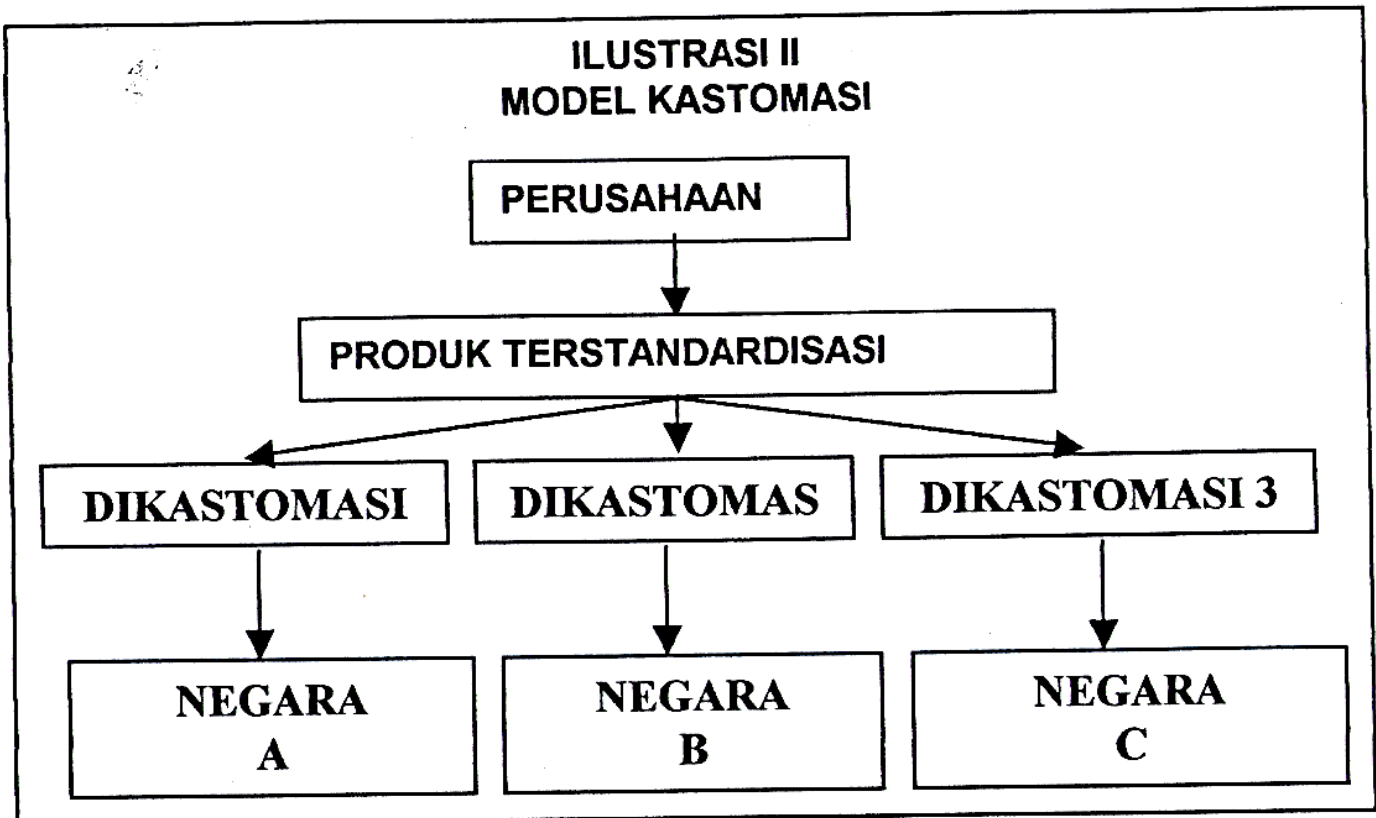 ILUSTRASI II
MODEL KASTOMASI
PERUSAHAAN
PRODUK TERSTANDARDISASI
DIKASTOMASI
DIKASTOMAS
DIKASTOMASI 3
NEGARA
A
NEGARA
B
NEGARA
C